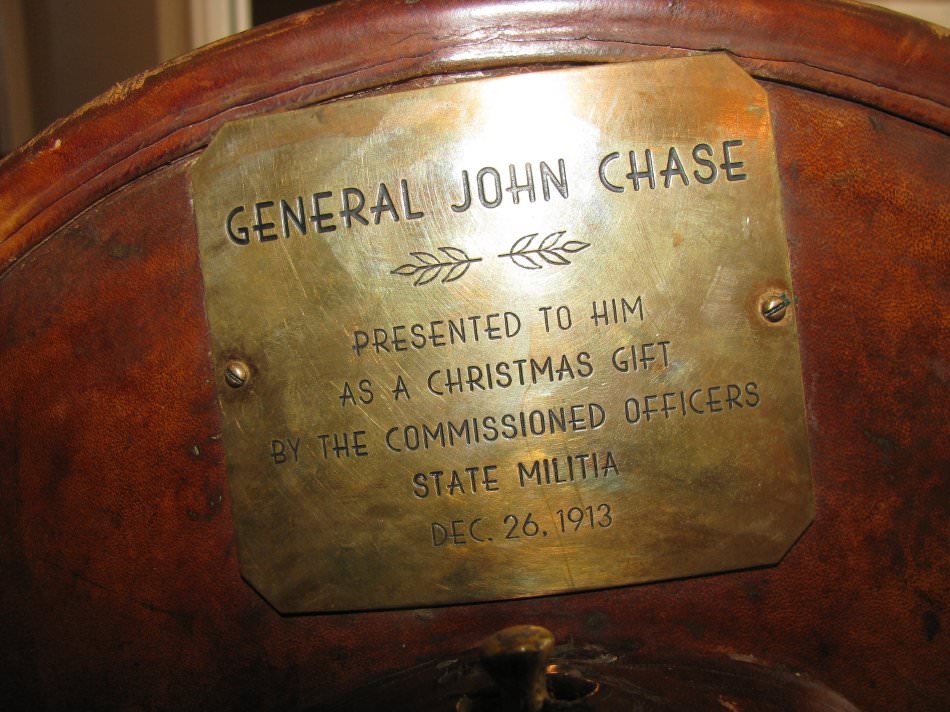 GENERAL JOHN CHASE
PRESENTED TO HIM
AS A CHRISTMAS GIFT
BY THE COMMISSIONED OFFICERS
STATE MILITIA
DEC. 26, 1913